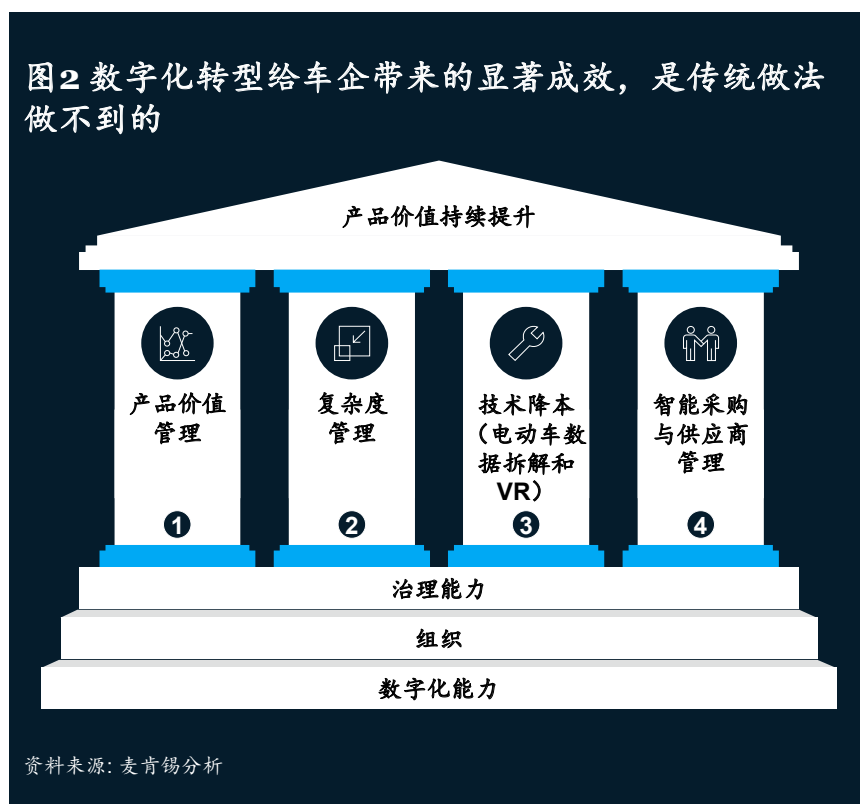 图2 数字化转型给车企带来的显著成效，是传统做法
做不到的
产品价值持续提升
产品价值
管理
1
复杂度
管理
2
技术降本
（电动车数
据拆解和
VR）
3
智能采购
与供应商
管理
4
治理能力
组织
数字化能力
资料来源: 麦肯锡分析